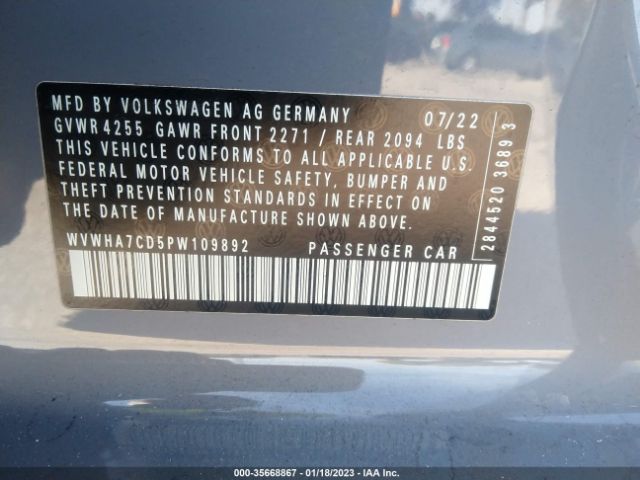 MFD BY VOLKSWAGEN AG GERMANY 07/22
GVWR 4255 GAWR FRONT 2271 / REAR 2094 LBS
THIS VEHICLE CONFORMS TO ALL APPLICABLE U.S.
FEDERAL MOTOR VEHICLE SAFETY, BUMPER AND
THEFT PREVENTION STANDARDS IN EFFECT ON
THE DATE OF MANUFACTURE SHOWN ABOVE.
WVWHA7CD5PW109892 PASSENGER CAR
2844520 3689 3
000-35668867 - 01/18/2023 - IAA Inc.